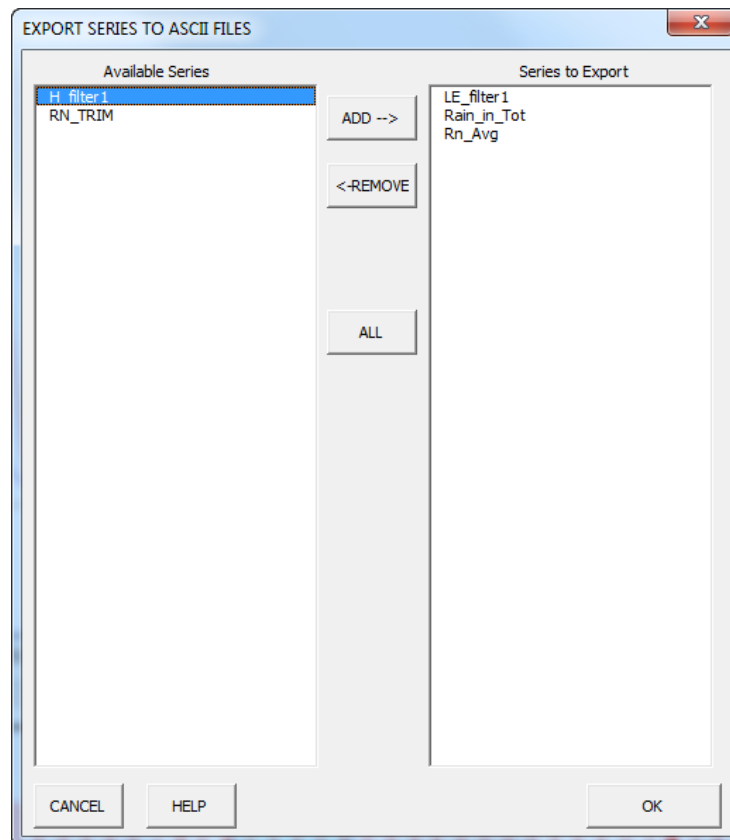 EXPORT SERIES TO ASCII FILES
Available Series
Series to Export
H_filter1
RN_TRIM
ADD -->
<-REMOVE
ALL
LE_filter1
Rain_in_Tot
Rn_Avg
CANCEL
HELP
OK